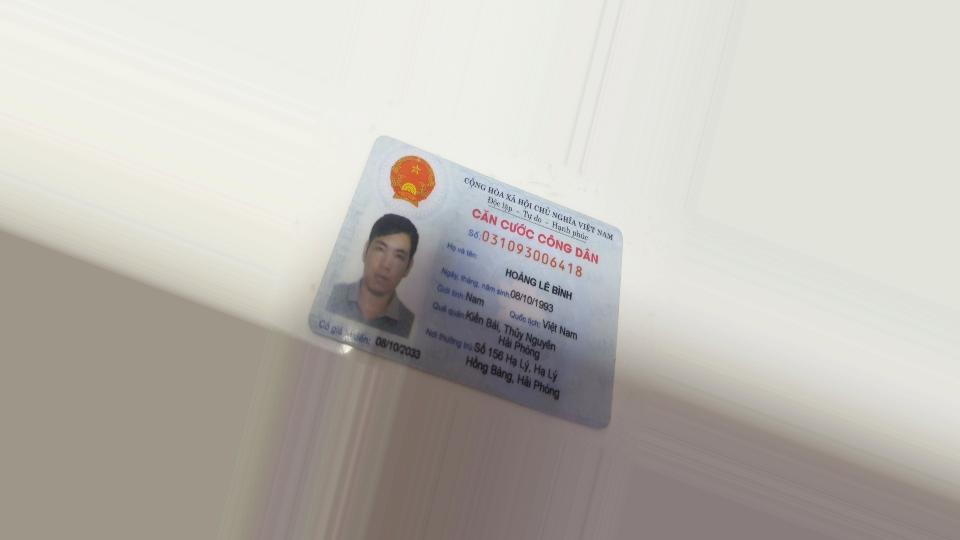 CỘNG HÒA XÃ HỘI CHỦ NGHĨA VIỆT NAM
Độc lập - Tự do - Hạnh phúc
CĂN CƯỚC CÔNG DÂN
Số: 031093006418
Họ và tên:
HOÀNG LÊ BÌNH
Ngày, tháng, năm sinh: 08/10/1993
Giới tính: Nam Quốc tịch: Việt Nam
Quê quán: Kiền Bái, Thủy Nguyên
Hải Phòng
Nơi thường trú: Số 156 Hạ Lý, Hạ Lý
Hồng Bàng, Hải Phòng
Có giá trị đến: 08/10/2033